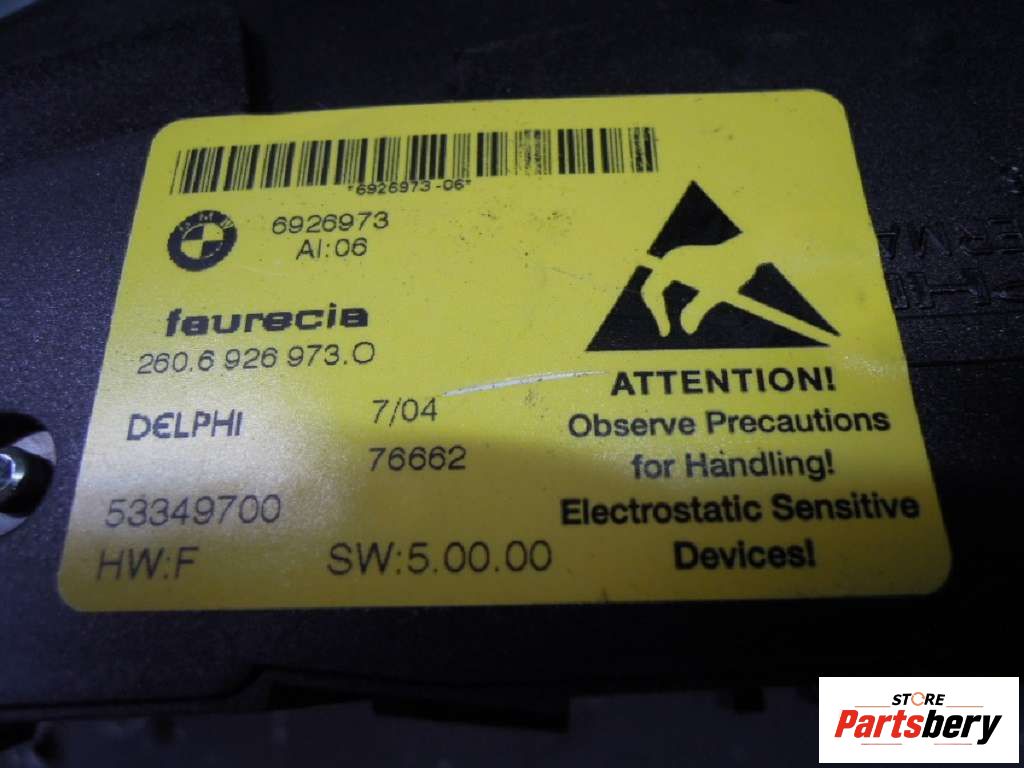 *6926973-06*
BMW
6926973
AI:06
faurecia
260.6 926 973.O
DELPHI
7/04
76662
53349700
HW:F
SW:5.00.00
ATTENTION!
Observe Precautions
for Handling!
Electrostatic Sensitive
Devices!
STORE
Partsbery